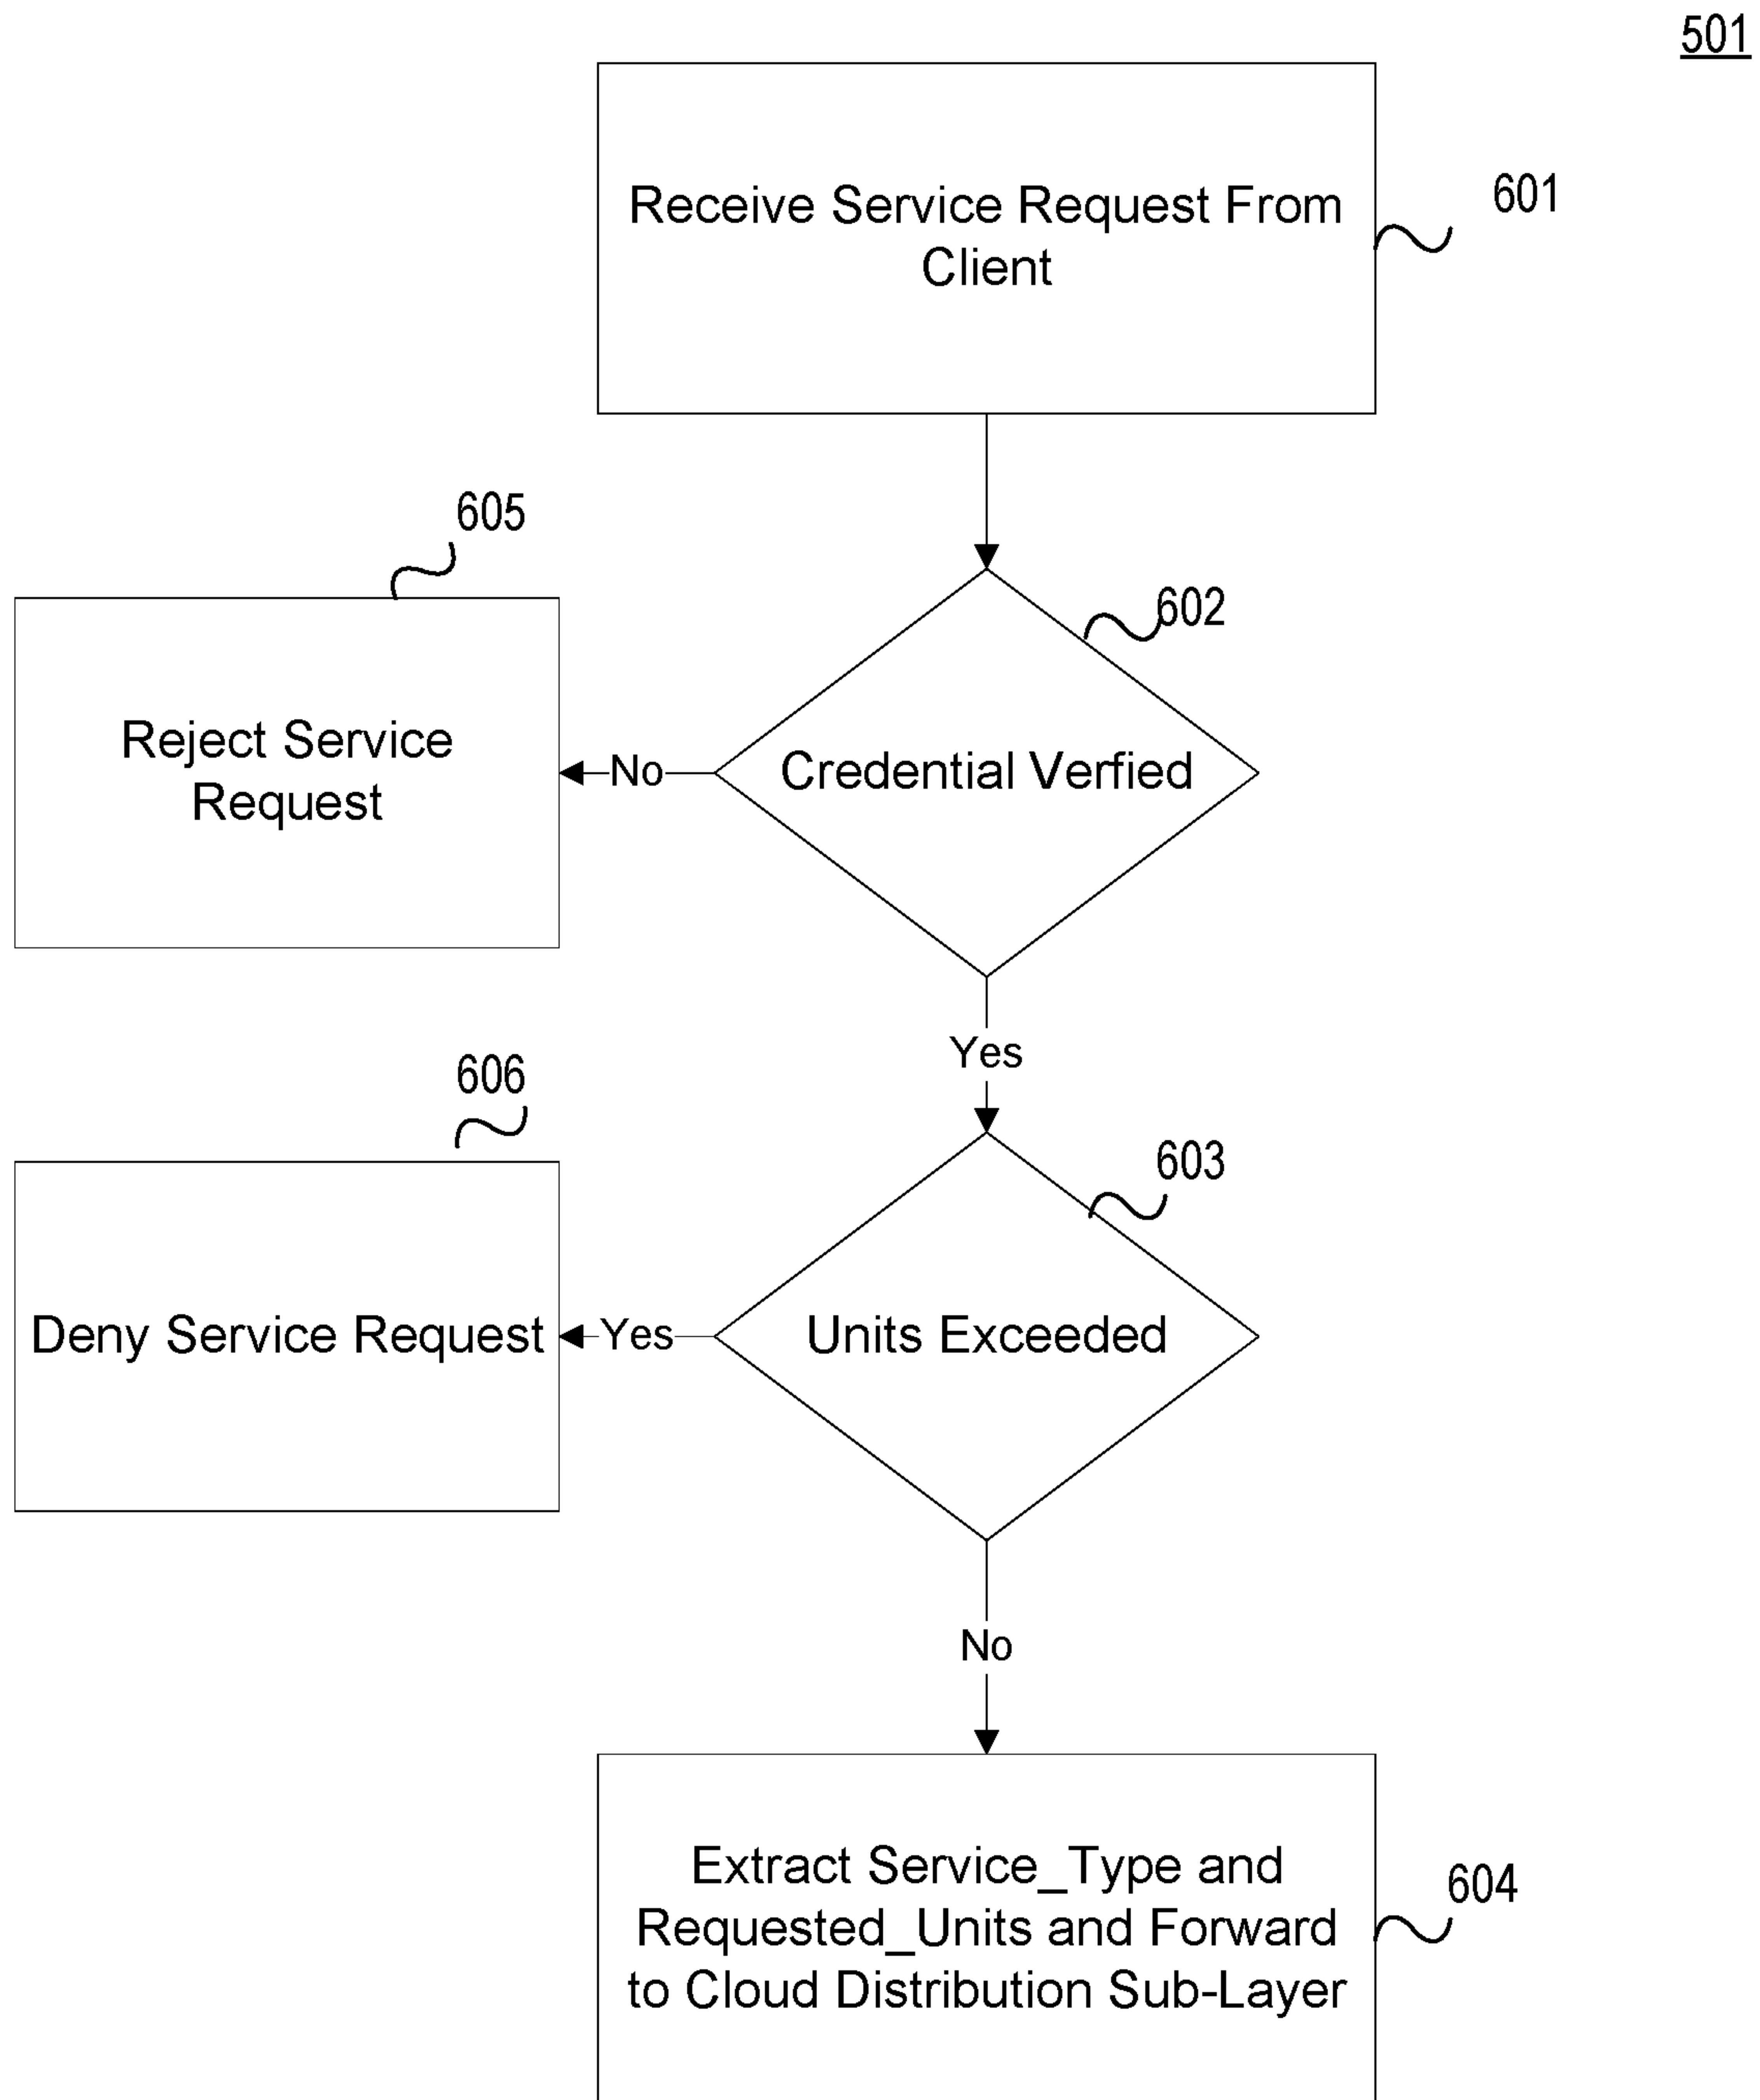 501
Receive Service Request From
Client
601
605
602
Reject Service
Request
No
Credential Verfied
Yes
606
603
Deny Service Request
Yes
Units Exceeded
No
Extract Service_Type and
Requested_Units and Forward
to Cloud Distribution Sub-Layer
604